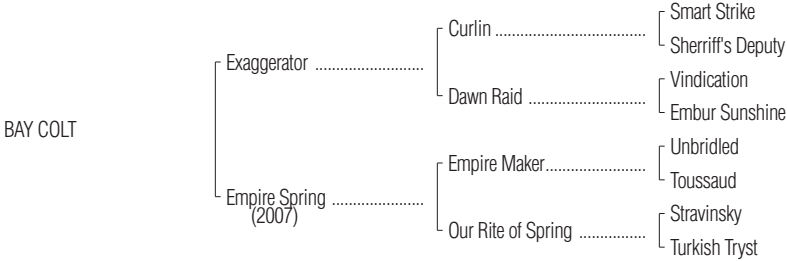 Smart Strike
Curlin ....................................
Sherriff's Deputy
Exaggerator ..........................
Vindication
Dawn Raid ............................
Embur Sunshine
BAY COLT
Unbridled
Empire Maker........................
Toussaud
Empire Spring ......................
(2007)
Stravinsky
Our Rite of Spring ................
Turkish Tryst